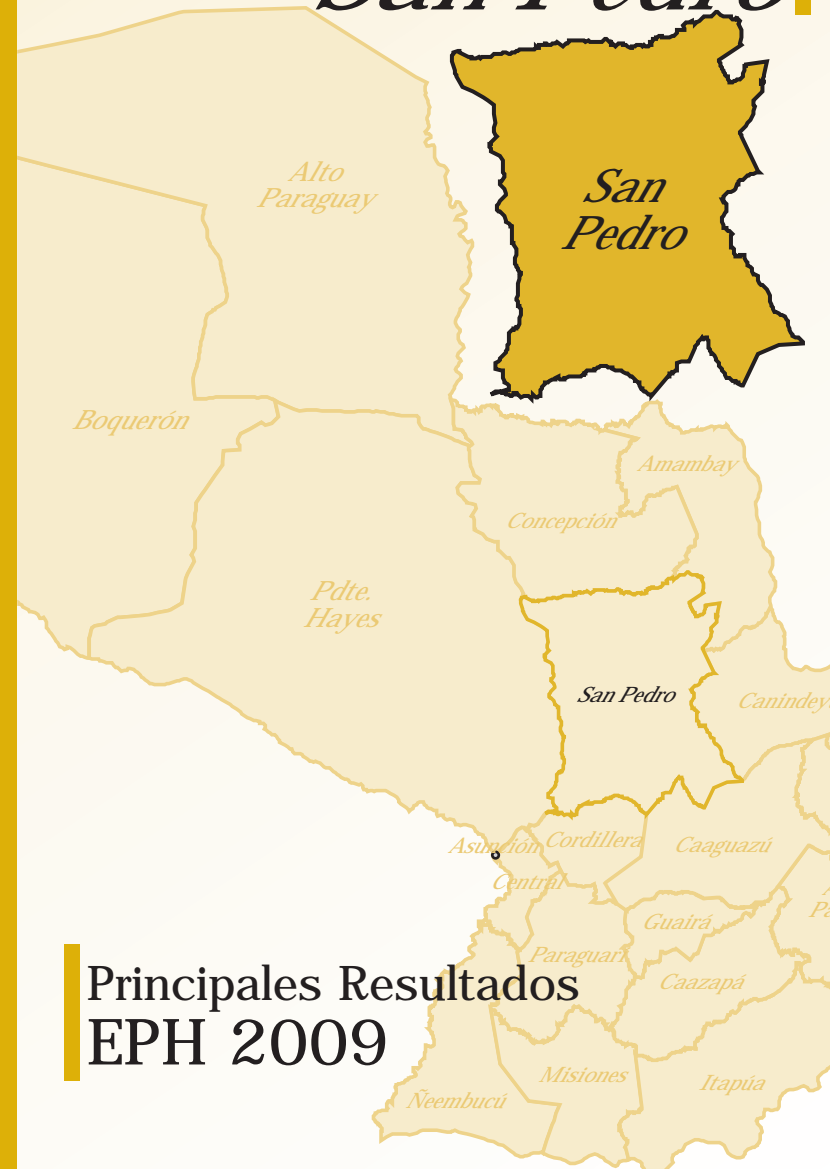 San Pedro
Alto
Paraguay
San
Pedro
Boquerón
Amambay
Concepción
Pdte.
Hayes
San Pedro
Asunción
Cordillera
Caaguazú
Central
Guairá
Paraguarí
Caazapá
Principales Resultados
EPH 2009
Misiones
Itapúa
Ñeembucú